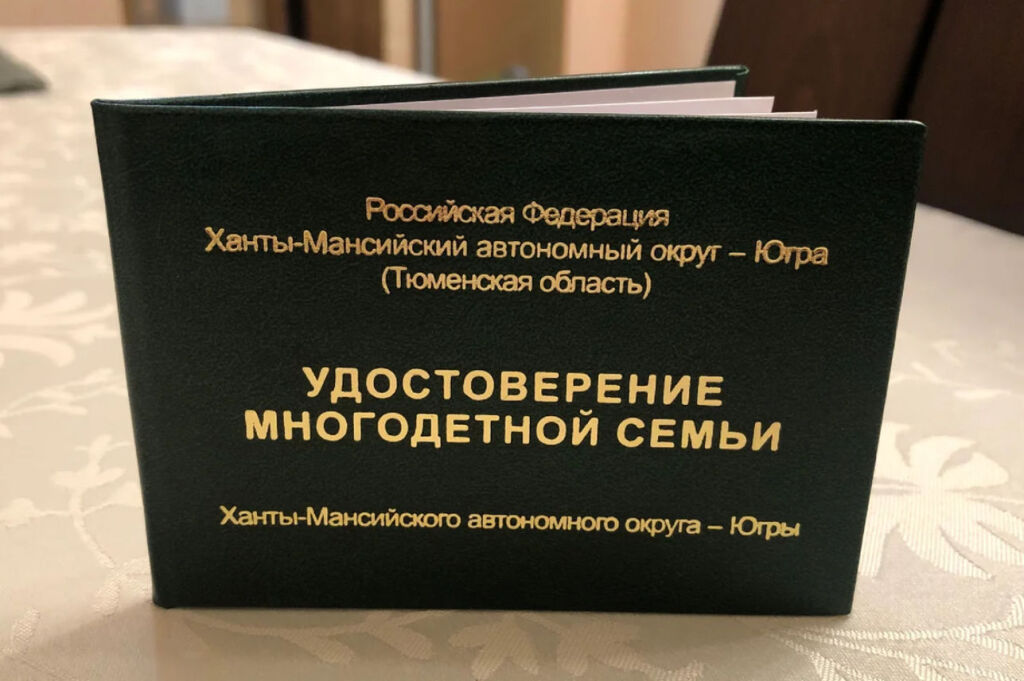 Российская Федерация
Ханты-Мансийский автономный округ – Югра
(Тюменская область)
УДОСТОВЕРЕНИЕ
МНОГОДЕТНОЙ СЕМЬИ
Ханты-Мансийского автономного округа – Югры